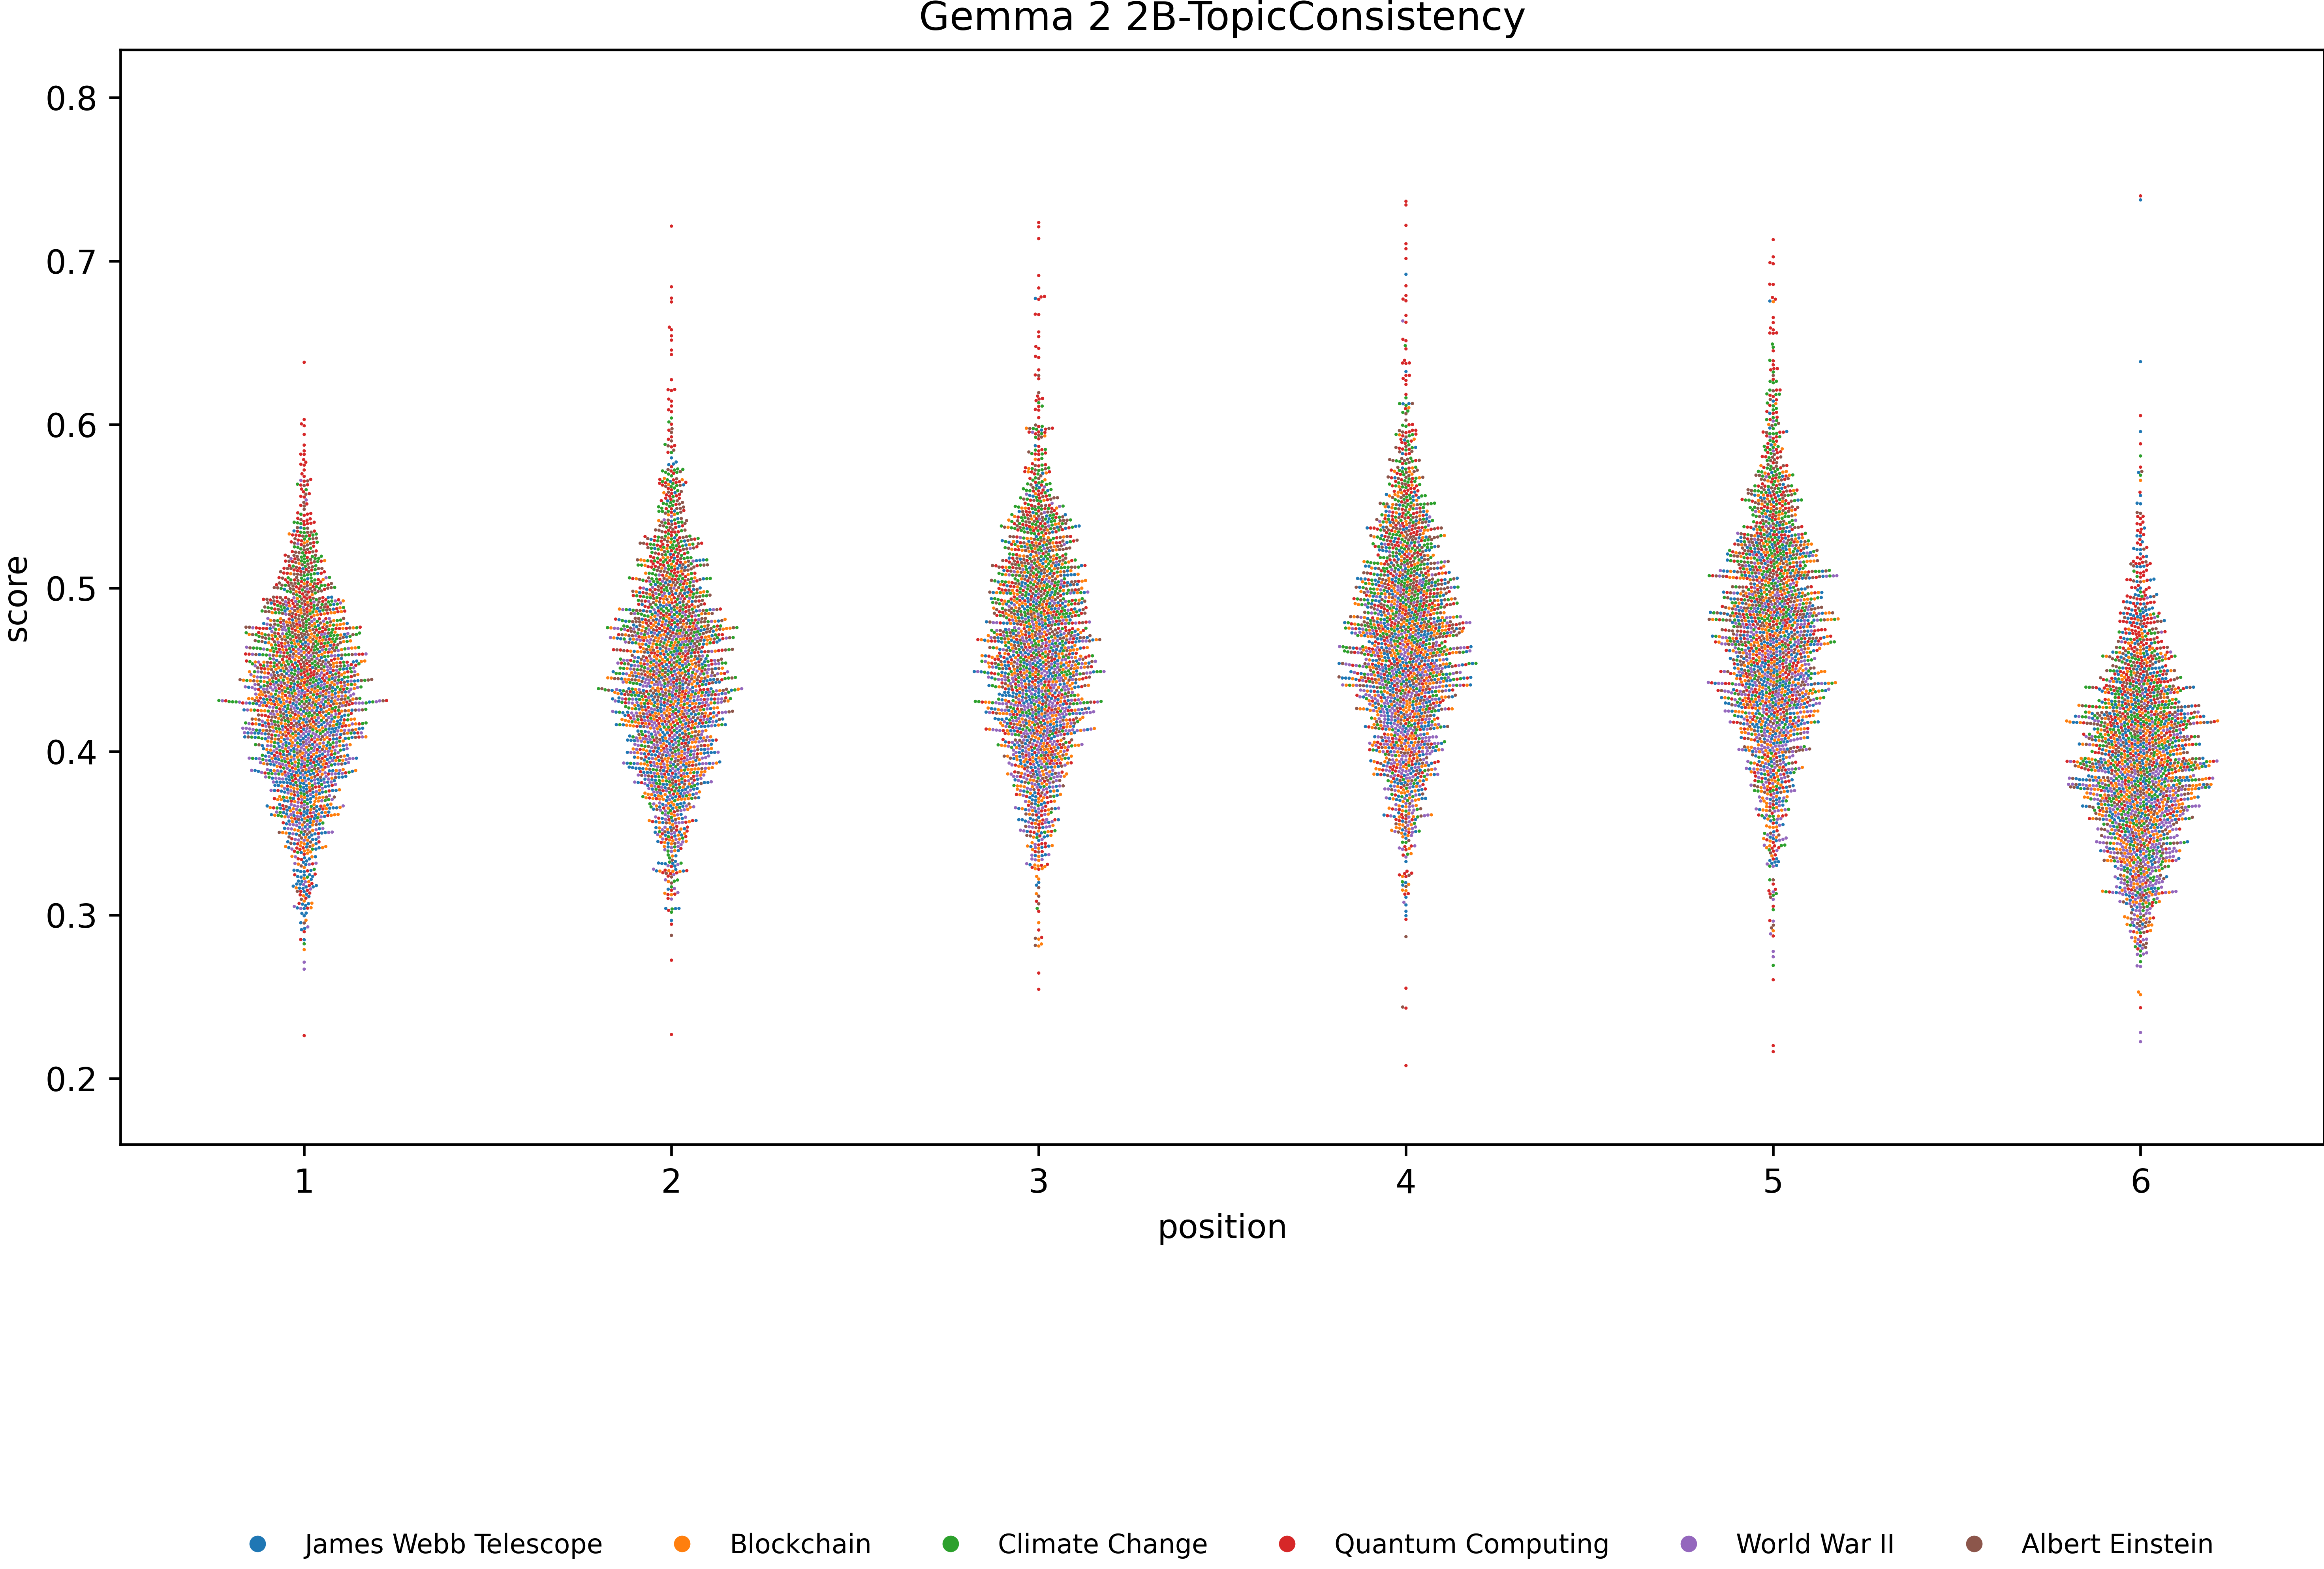 Gemma 2 2B-TopicConsistency
0.8
0.7
0.6
0.5
0.4
0.3
0.2
score
1 2 3 4 5 6
position
James Webb Telescope Blockchain Climate Change Quantum Computing World War II Albert Einstein